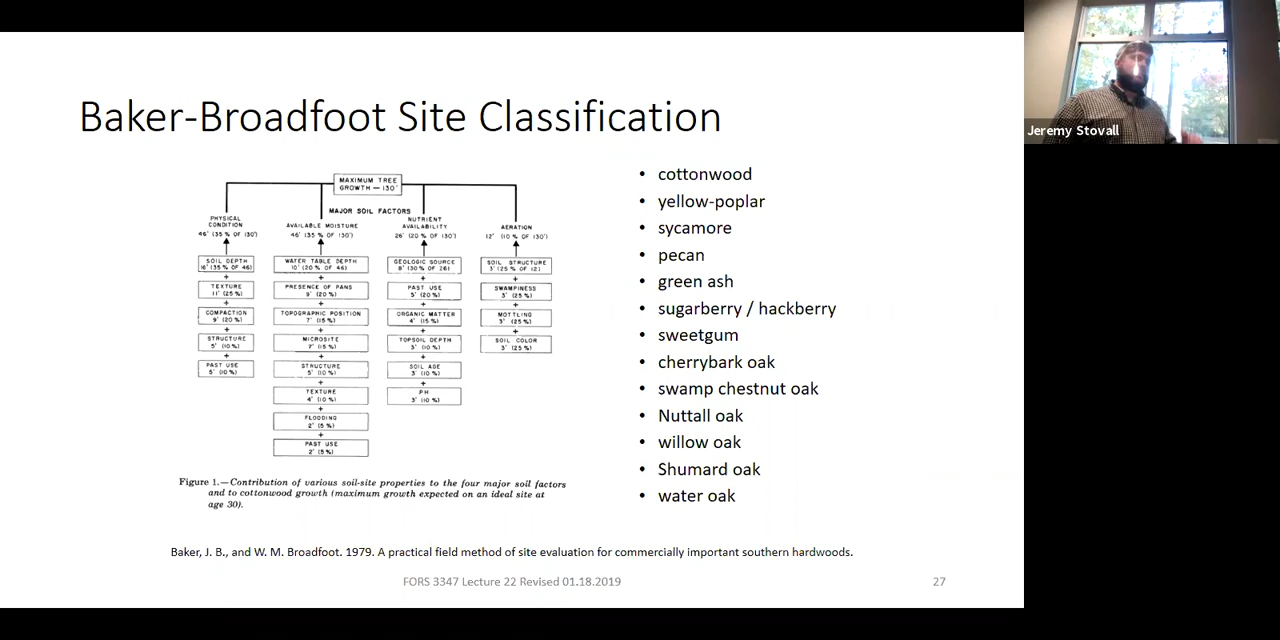 Baker-Broadfoot Site Classification
MAXIMUM TREE
GROWTH — 130'
MAJOR SOIL FACTORS
PHYSICAL
CONDITION
46' (35 % OF 130')
AVAILABLE MOISTURE
46' (35 % OF 130')
NUTRIENT
AVAILABILITY
26' (20 % OF 130')
AERATION
12' (10 % OF 130')
SOIL DEPTH
16' (35 % OF 46)
+
TEXTURE
11' (25 %)
+
COMPACTION
9' (20 %)
+
STRUCTURE
5' (10 %)
+
PAST USE
5' (10 %)
WATER TABLE DEPTH
10' (20 % OF 46)
+
PRESENCE OF PANS
9' (20 %)
+
TOPOGRAPHIC POSITION
7' (15 %)
+
MICROSITE
7' (15 %)
+
STRUCTURE
5' (10 %)
+
TEXTURE
4' (10 %)
+
FLOODING
2' (5 %)
+
PAST USE
2' (5 %)
GEOLOGIC SOURCE
8' (30 % OF 26)
+
PAST USE
5' (20 %)
+
ORGANIC MATTER
4' (15 %)
+
TOPSOIL DEPTH
3' (10 %)
+
SOIL AGE
3' (10 %)
+
PH
3' (10 %)
SOIL STRUCTURE
3' (25 % OF 12)
+
SWAMPINESS
3' (25 %)
+
MOTTLING
3' (25 %)
+
SOIL COLOR
3' (25 %)
Figure 1.—Contribution of various soil-site properties to the four major soil factors
and to cottonwood growth (maximum growth expected on an ideal site at
age 30).
• cottonwood
• yellow-poplar
• sycamore
• pecan
• green ash
• sugarberry / hackberry
• sweetgum
• cherrybark oak
• swamp chestnut oak
• Nuttall oak
• willow oak
• Shumard oak
• water oak
Baker, J. B., and W. M. Broadfoot. 1979. A practical field method of site evaluation for commercially important southern hardwoods.
FORS 3347 Lecture 22 Revised 01.18.2019
27
Jeremy Stovall